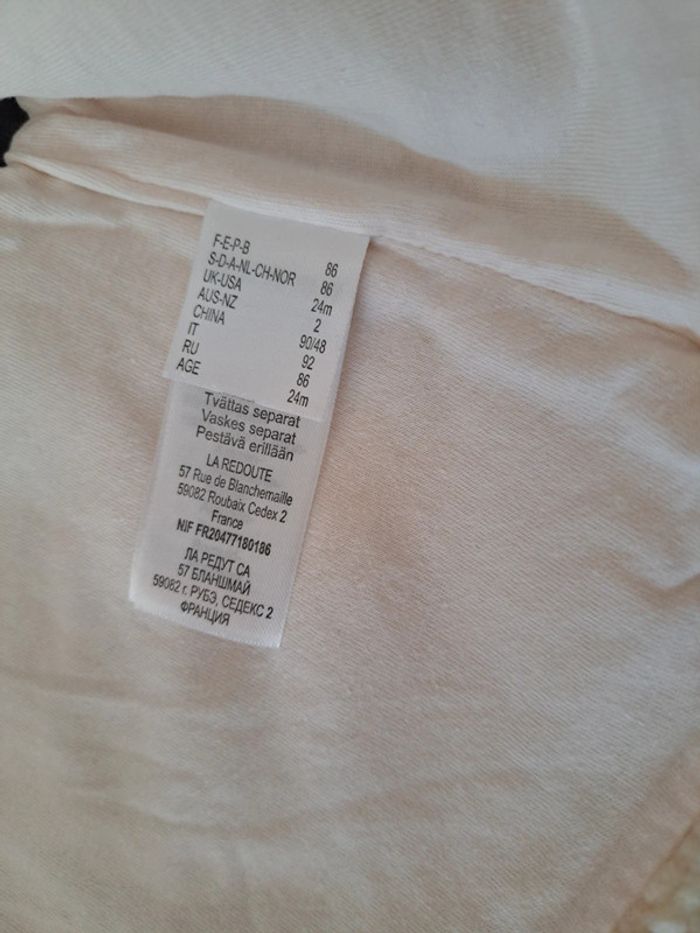 F-E-P-B 86
S-D-A-NL-CH-NOR 86
UK-USA 24m
AUS-NZ 2
CHINA 90/48
IT 92
RU 86
AGE 24m
Tvättas separat
Vaskes separat
Pestävä erillään
LA REDOUTE
57 Rue de Blanchemaille
59082 Roubaix Cedex 2
France
NIF FR20477180186
ЛА РЕДУТ СА
57 БЛАНШМАЙ
59082 г. РУБЭ, СЕДЕКС 2
ФРАНЦИЯ